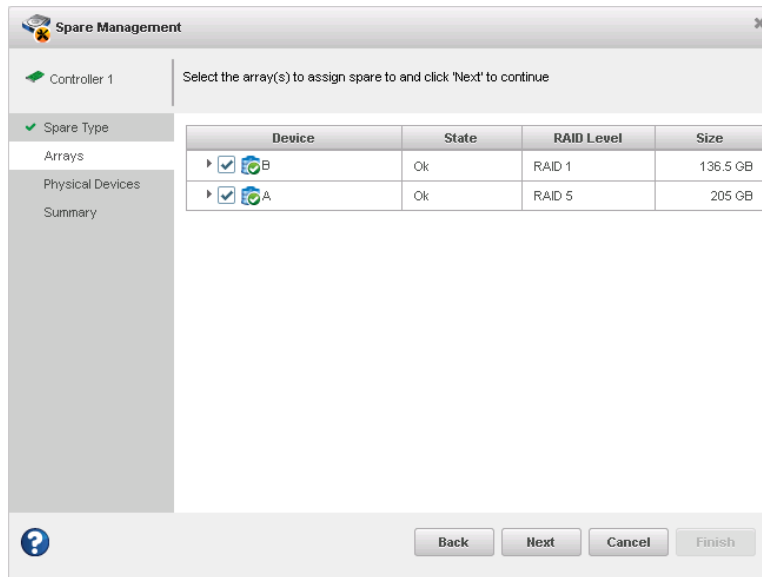 Spare Management
Controller 1
Select the array(s) to assign spare to and click 'Next' to continue
Spare Type
Arrays
Physical Devices
Summary
Device State RAID Level Size
B Ok RAID 1 136.5 GB
A Ok RAID 5 205 GB
? Back Next Cancel Finish